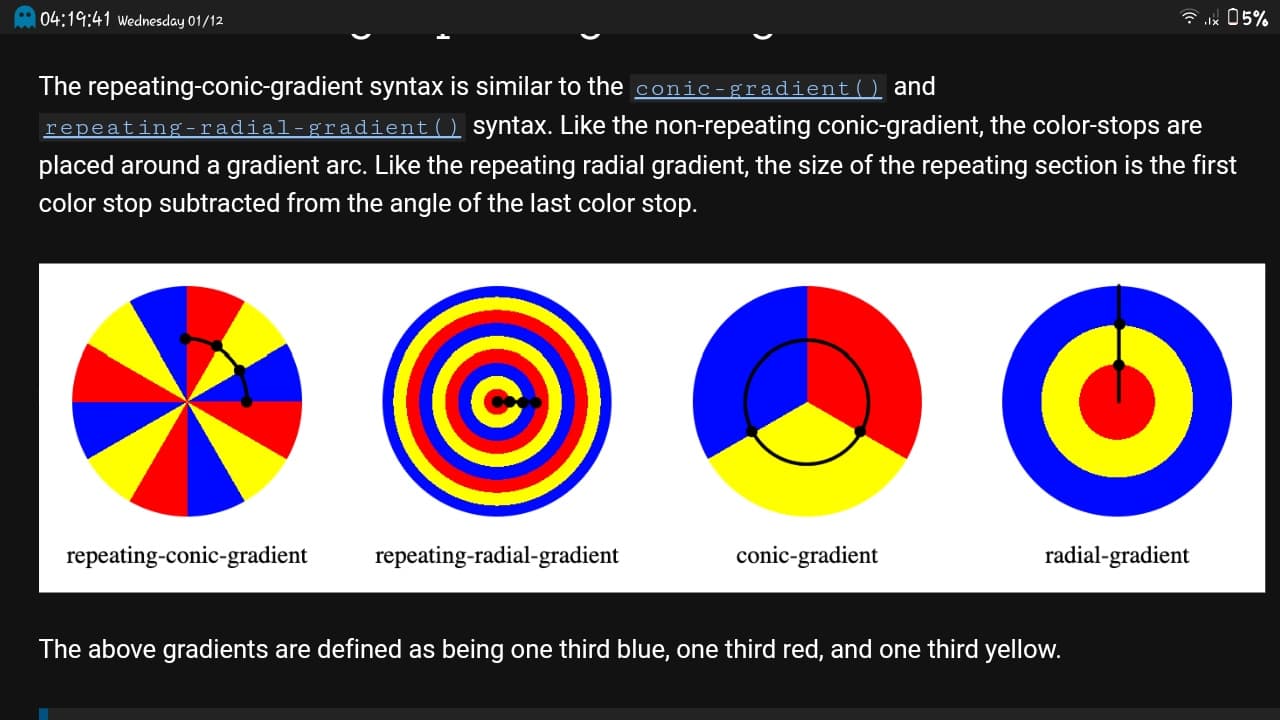 04:19:41 Wednesday 01/12
5%
The repeating-conic-gradient syntax is similar to the conic-gradient() and
repeating-radial-gradient() syntax. Like the non-repeating conic-gradient, the color-stops are
placed around a gradient arc. Like the repeating radial gradient, the size of the repeating section is the first
color stop subtracted from the angle of the last color stop.
repeating-conic-gradient repeating-radial-gradient conic-gradient radial-gradient
The above gradients are defined as being one third blue, one third red, and one third yellow.